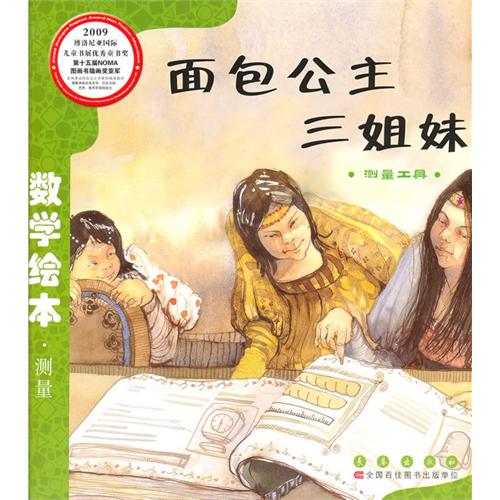 2009
博洛尼亚国际
儿童书展优秀童书奖
第十五届NOMA
图画书插画奖亚军
面包公主
三姐妹
·测量工具·
数学绘本·测量
长春出版社
全国百佳图书出版单位